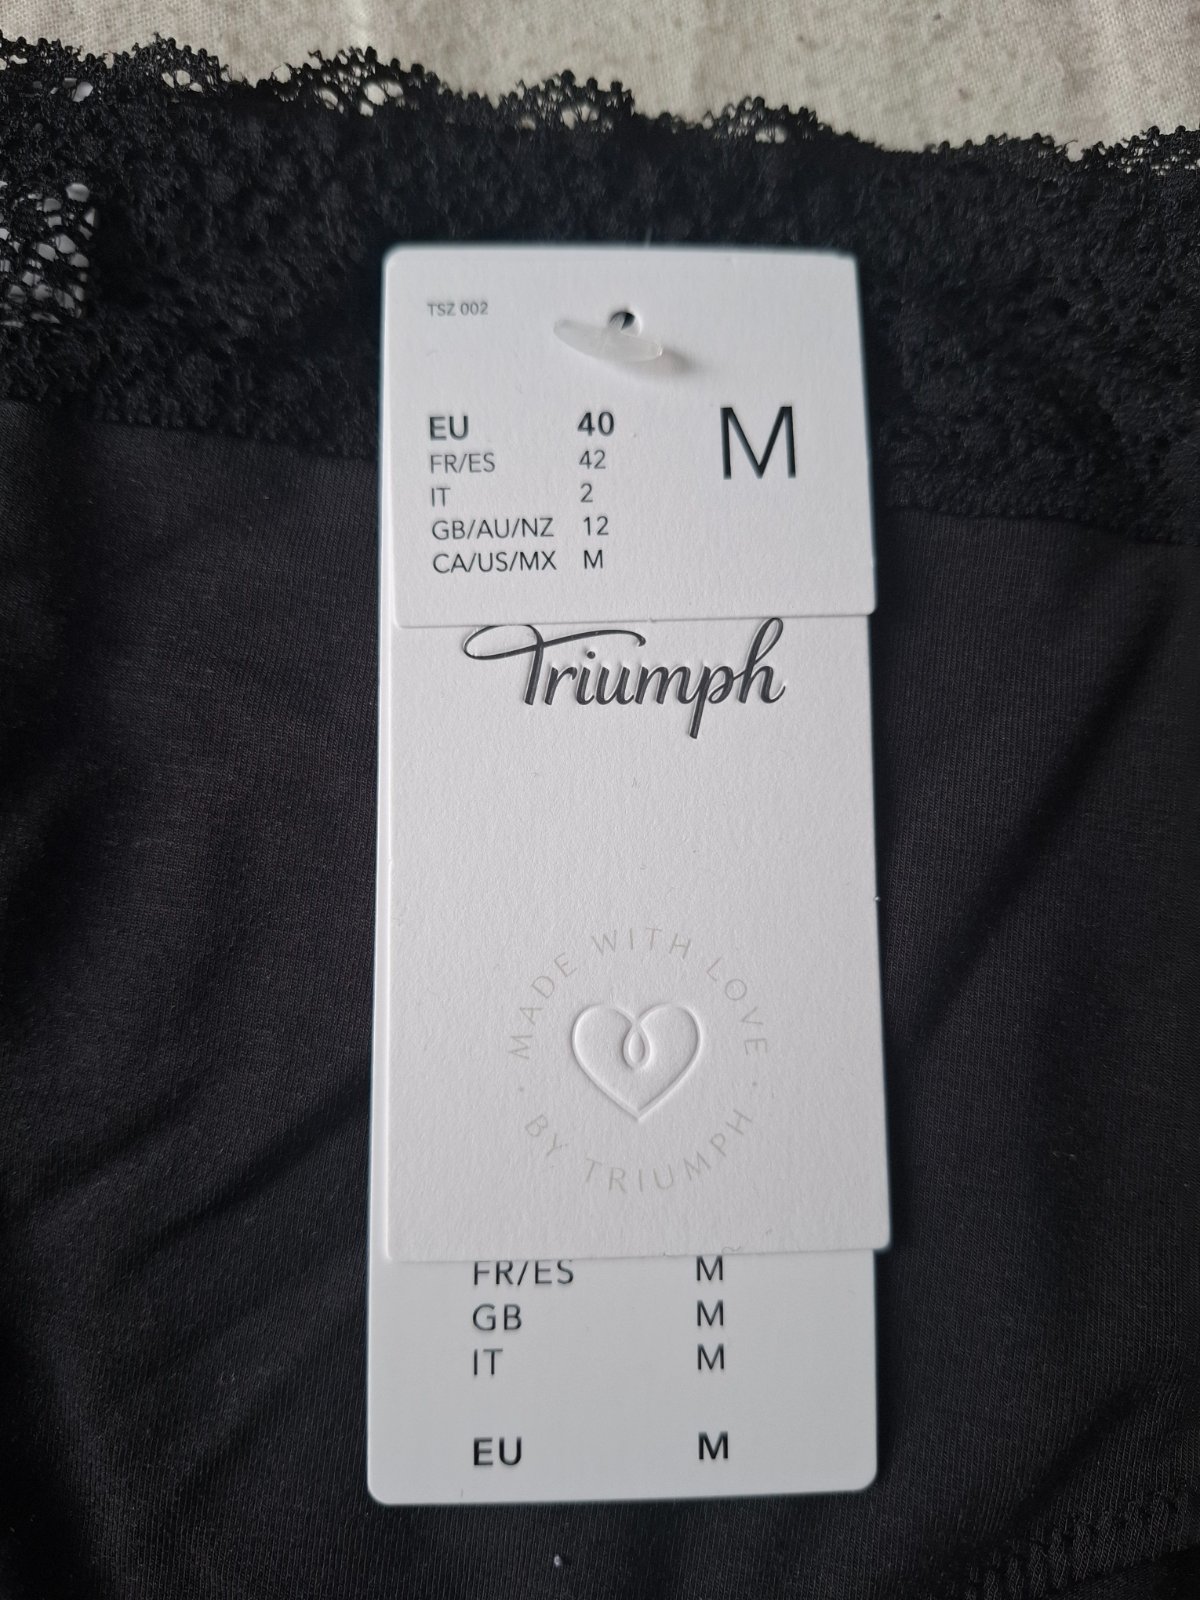 TSZ 002
EU 40
M
FR/ES 42
IT 2
GB/AU/NZ 12
CA/US/MX M
Triumph
MADE WITH LOVE
· BY TRIUMPH ·
FR/ES M
GB M
IT M
EU M